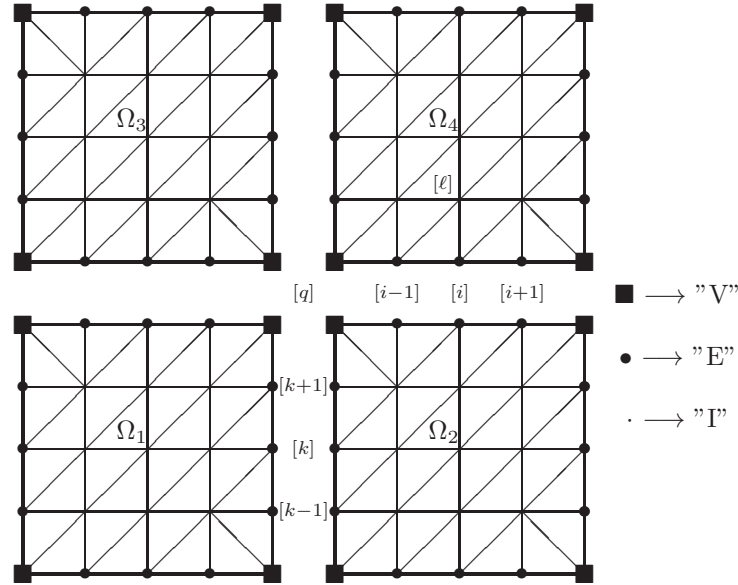 Ω₃
Ω₄
[ℓ]
[q]
[i−1]
[i]
[i+1]
■ ⟶ ”V”
[k+1]
● ⟶ ”E”
Ω₁
Ω₂
[k]
· ⟶ ”I”
[k−1]